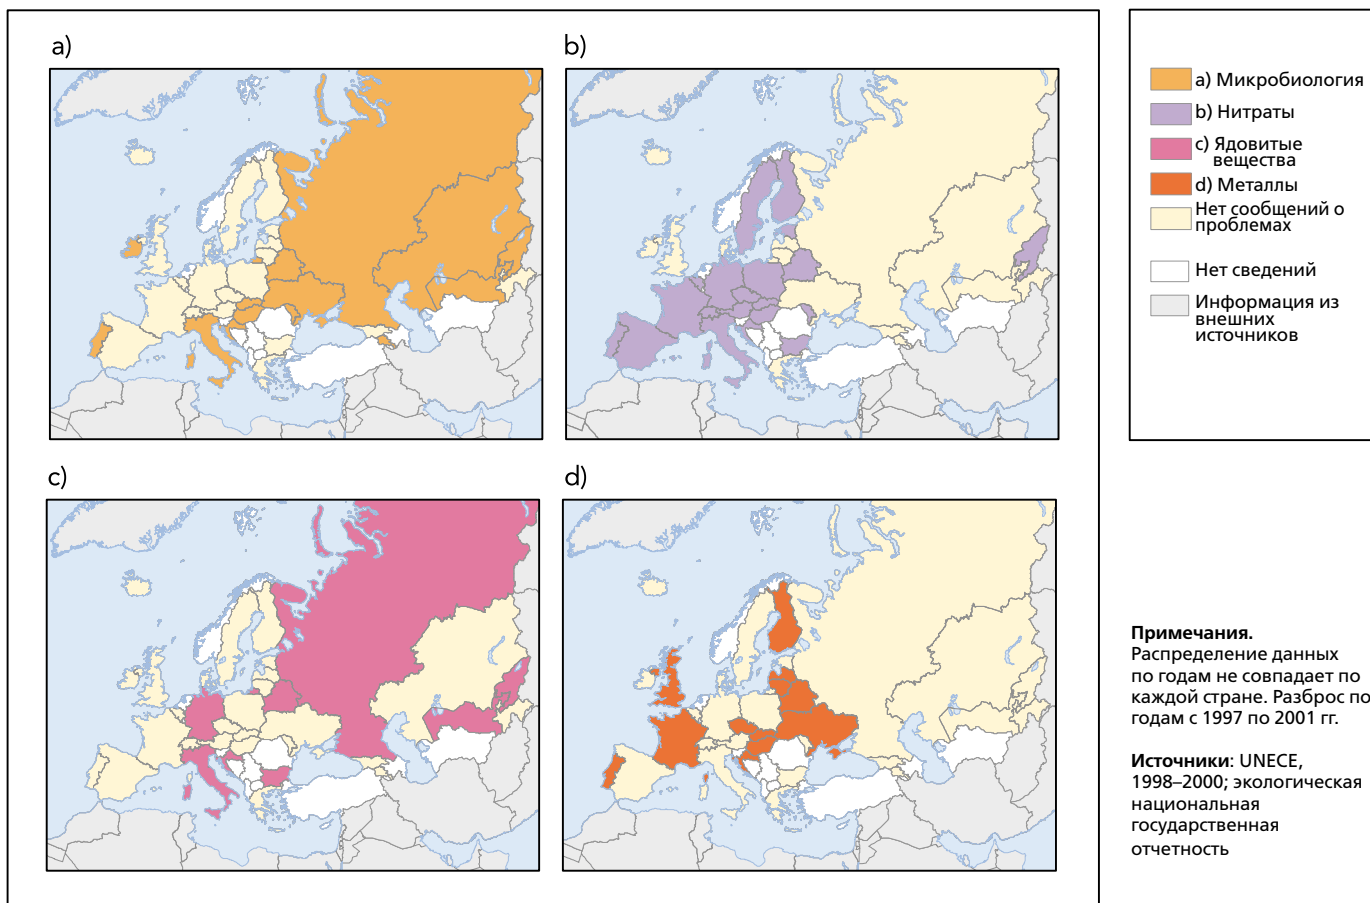 a)
b)
c)
d)
a) Микробиология
b) Нитраты
c) Ядовитые
вещества
d) Металлы
Нет сообщений о
проблемах
Нет сведений
Информация из
внешних
источников
Примечания.
Распределение данных
по годам не совпадает по
каждой стране. Разброс по
годам с 1997 по 2001 гг.
Источники: UNECE,
1998–2000; экологическая
национальная
государственная
отчетность